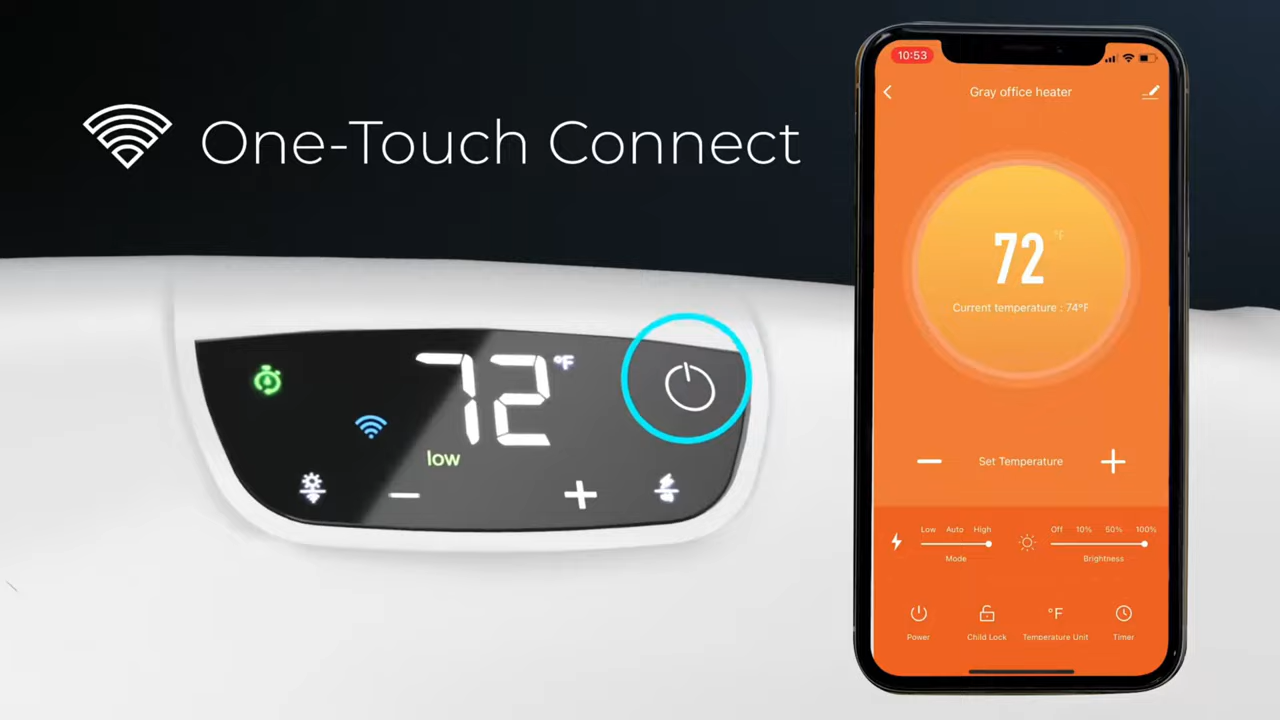 One-Touch Connect
72 °F
low
10:53
Gray office heater
72 °F
Current temperature : 74°F
Set Temperature
Low Auto High
Mode
Off 10% 50% 100%
Brightness
Power
Child Lock
°F
Temperature Unit
Timer